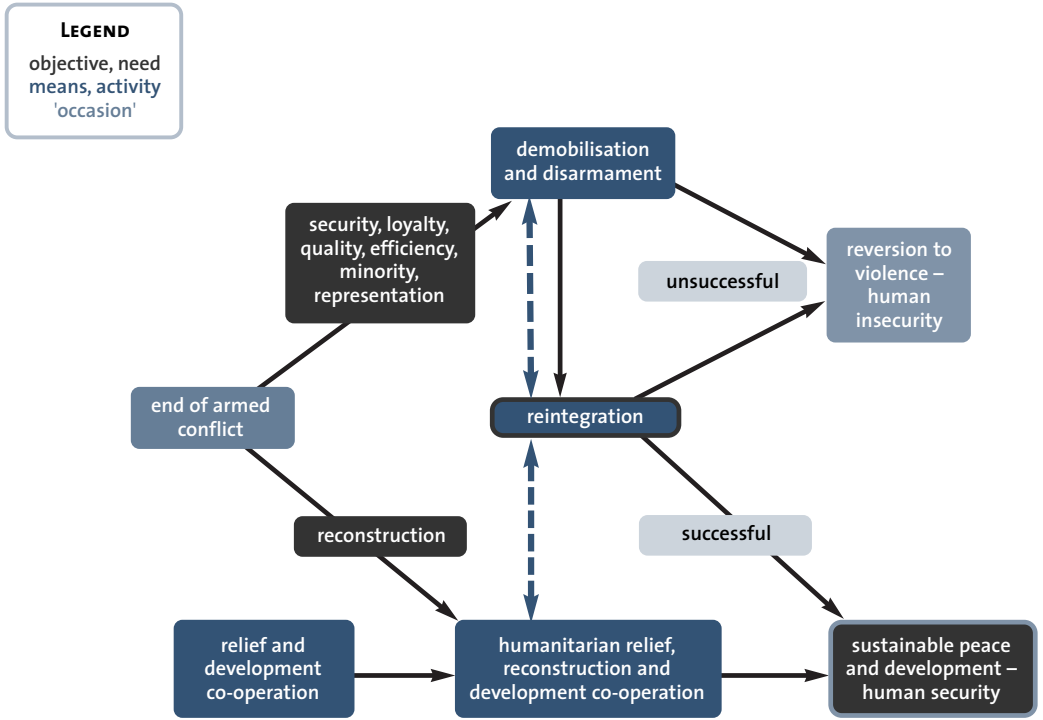 LEGEND
objective, need
means, activity
'occasion'
demobilisation
and disarmament
security, loyalty,
quality, efficiency,
minority,
representation
reversion to
violence –
human
insecurity
unsuccessful
end of armed
conflict
reintegration
reconstruction
successful
relief and
development
co-operation
humanitarian relief,
reconstruction and
development co-operation
sustainable peace
and development –
human security